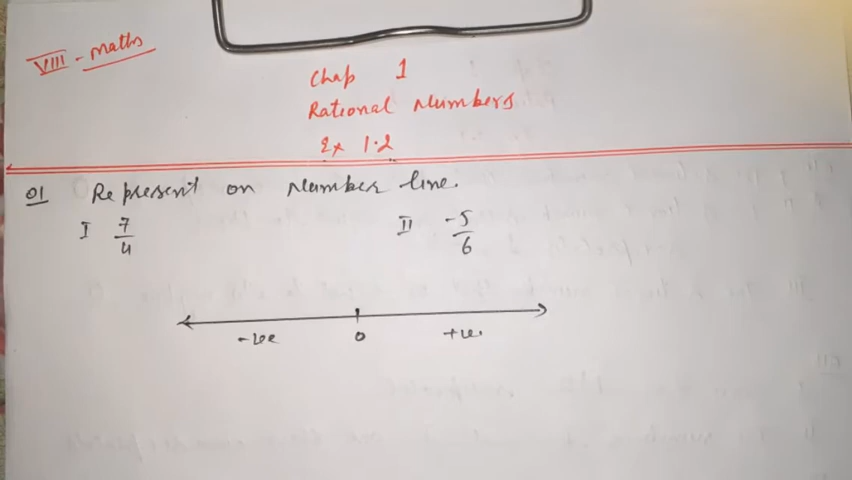 VIII - Maths
Chap 1
Rational Numbers
Ex 1.2
01 Represent on Number line.
I 7/4 II -5/6
-ve 0 +ve.